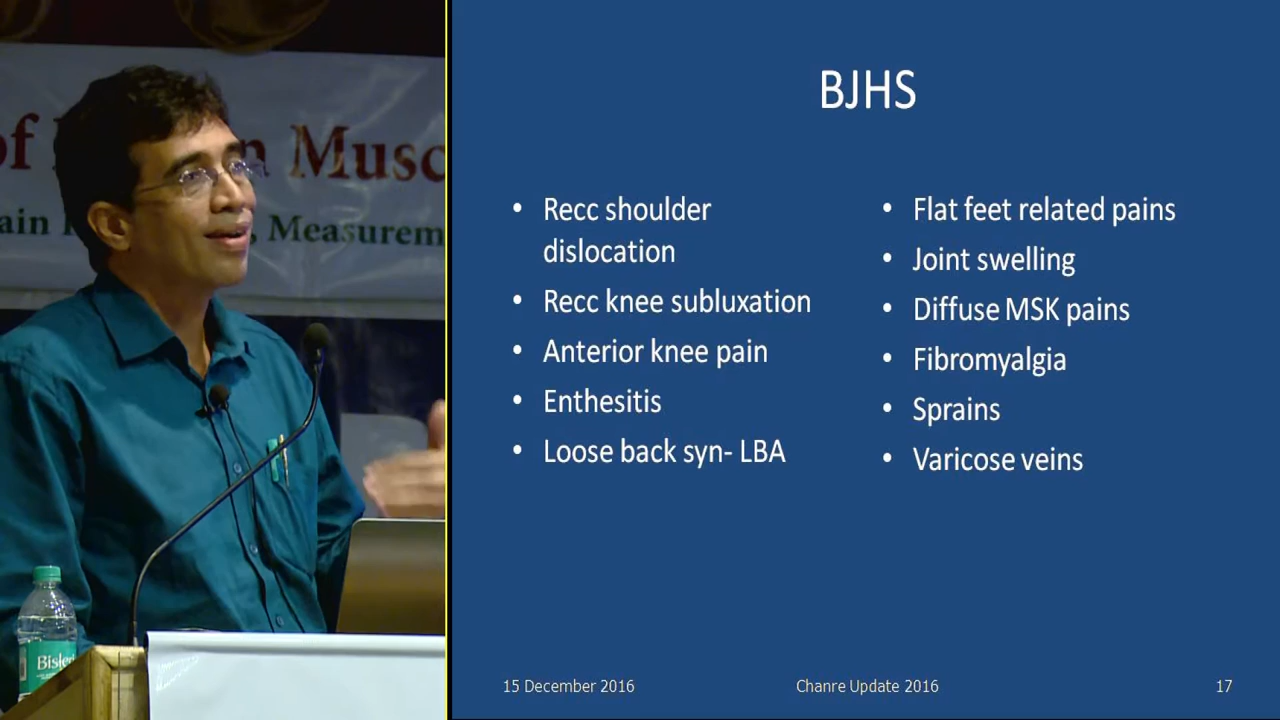 of
Musc
Measurem
BJHS
• Recc shoulder
dislocation
• Recc knee subluxation
• Anterior knee pain
• Enthesitis
• Loose back syn- LBA
• Flat feet related pains
• Joint swelling
• Diffuse MSK pains
• Fibromyalgia
• Sprains
• Varicose veins
15 December 2016
Chanre Update 2016
17